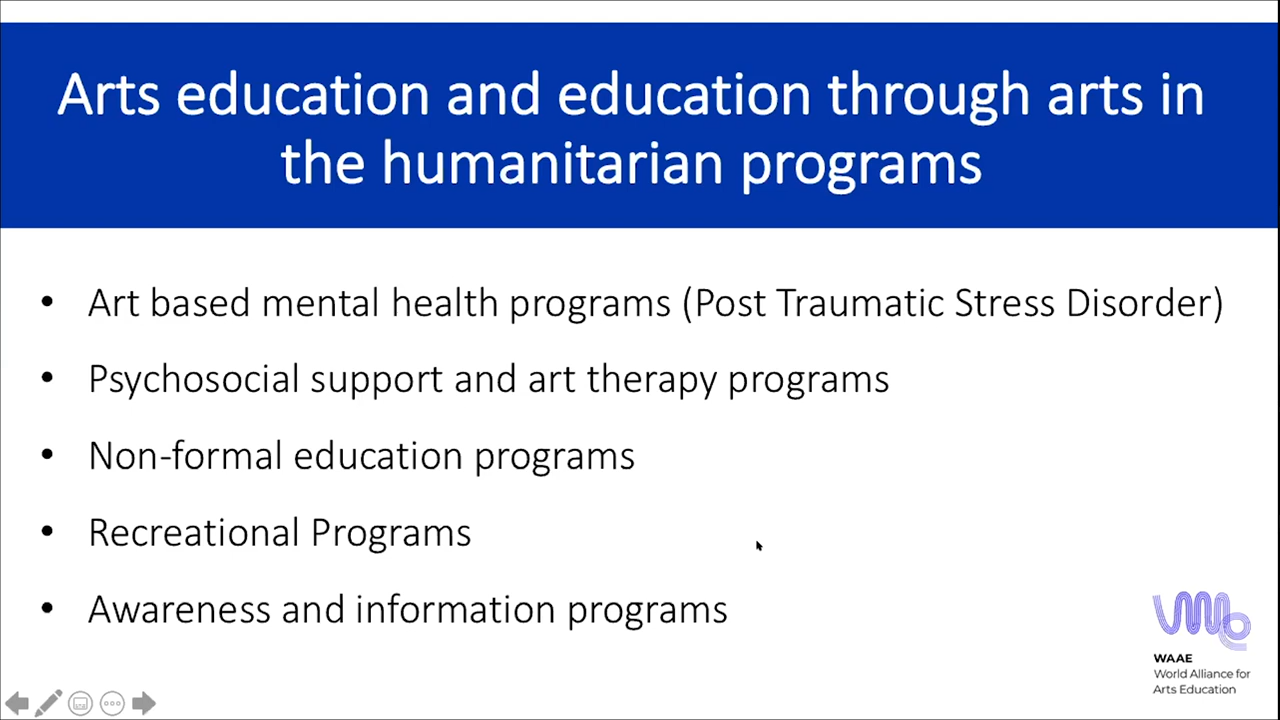 Arts education and education through arts in
the humanitarian programs
• Art based mental health programs (Post Traumatic Stress Disorder)
• Psychosocial support and art therapy programs
• Non-formal education programs
• Recreational Programs
• Awareness and information programs
WAAE
World Alliance for
Arts Education